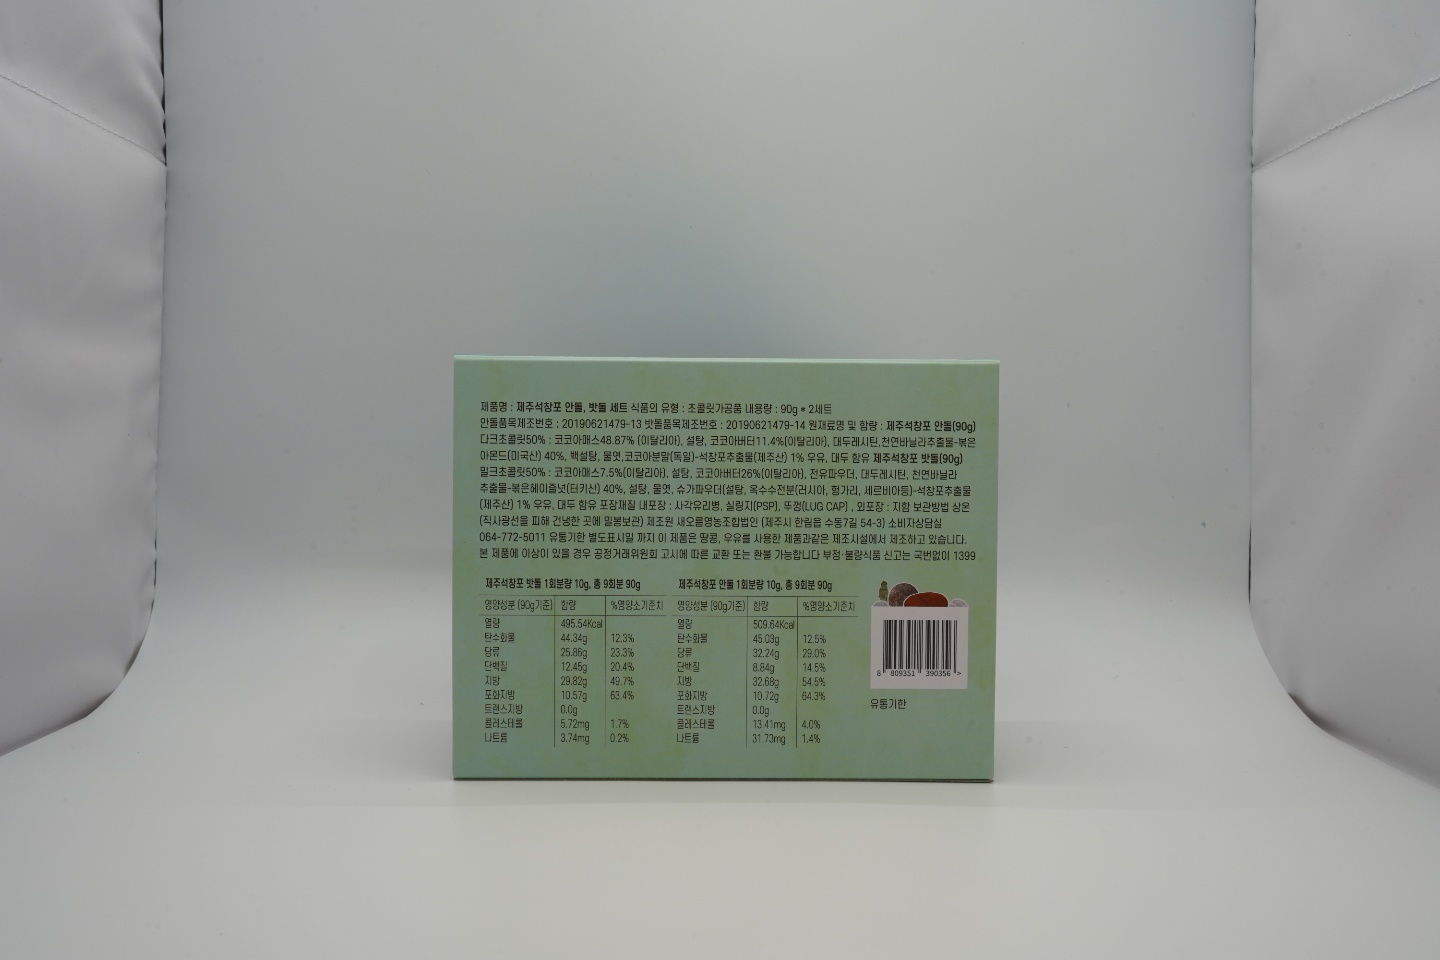 제품명 : 제주석창포 안돌, 밧돌 세트 식품의 유형 : 초콜릿가공품 내용량 : 90g * 2세트
안돌품목제조번호 : 20190621479-13 밧돌품목제조번호 : 20190621479-14 원재료명 및 함량 : 제주석창포 안돌(90g)
다크초콜릿50% : 코코아매스48.87% (이탈리아), 설탕, 코코아버터11.4%(이탈리아), 대두레시틴,천연바닐라추출물-볶은
아몬드(미국산) 40%, 백설탕, 물엿,코코아분말(독일)-석창포추출물(제주산) 1% 우유, 대두 함유 제주석창포 밧돌(90g)
밀크초콜릿50% : 코코아매스7.5%(이탈리아), 설탕, 코코아버터26%(이탈리아), 전유파우더, 대두레시틴, 천연바닐라
추출물-볶은헤이즐넛(터키산) 40%, 설탕, 물엿, 슈가파우더(설탕, 옥수수전분(러시아, 헝가리, 세르비아등)-석창포추출물
(제주산) 1% 우유, 대두 함유 포장재질 내포장 : 사각유리병, 실링지(PSP), 뚜껑(LUG CAP) , 외포장 : 지함 보관방법 상온
(직사광선을 피해 건냉한 곳에 밀봉보관) 제조원 새오름영농조합법인 (제주시 한림읍 수동7길 54-3) 소비자상담실
064-772-5011 유통기한 별도표시일 까지 이 제품은 땅콩, 우유를 사용한 제품과같은 제조시설에서 제조하고 있습니다.
본 제품에 이상이 있을 경우 공정거래위원회 고시에 따른 교환 또는 환불 가능합니다 부정·불량식품 신고는 국번없이 1399
제주석창포 밧돌 1회분량 10g, 총 9회분 90g
영양성분 (90g기준) 함량 %영양소기준치
열량 495.54Kcal
탄수화물 44.34g 12.3%
당류 25.86g 23.3%
단백질 12.45g 20.4%
지방 29.82g 49.7%
포화지방 10.57g 63.4%
트랜스지방 0.0g
콜레스테롤 5.72mg 1.7%
나트륨 3.74mg 0.2%
제주석창포 안돌 1회분량 10g, 총 9회분 90g
영양성분 (90g기준) 함량 %영양소기준치
열량 509.64Kcal
탄수화물 45.03g 12.5%
당류 32.24g 29.0%
단백질 8.84g 14.5%
지방 32.68g 54.5%
포화지방 10.72g 64.3%
트랜스지방 0.0g
콜레스테롤 13.41mg 4.0%
나트륨 31.73mg 1.4%
8 809351 390356 >
유통기한